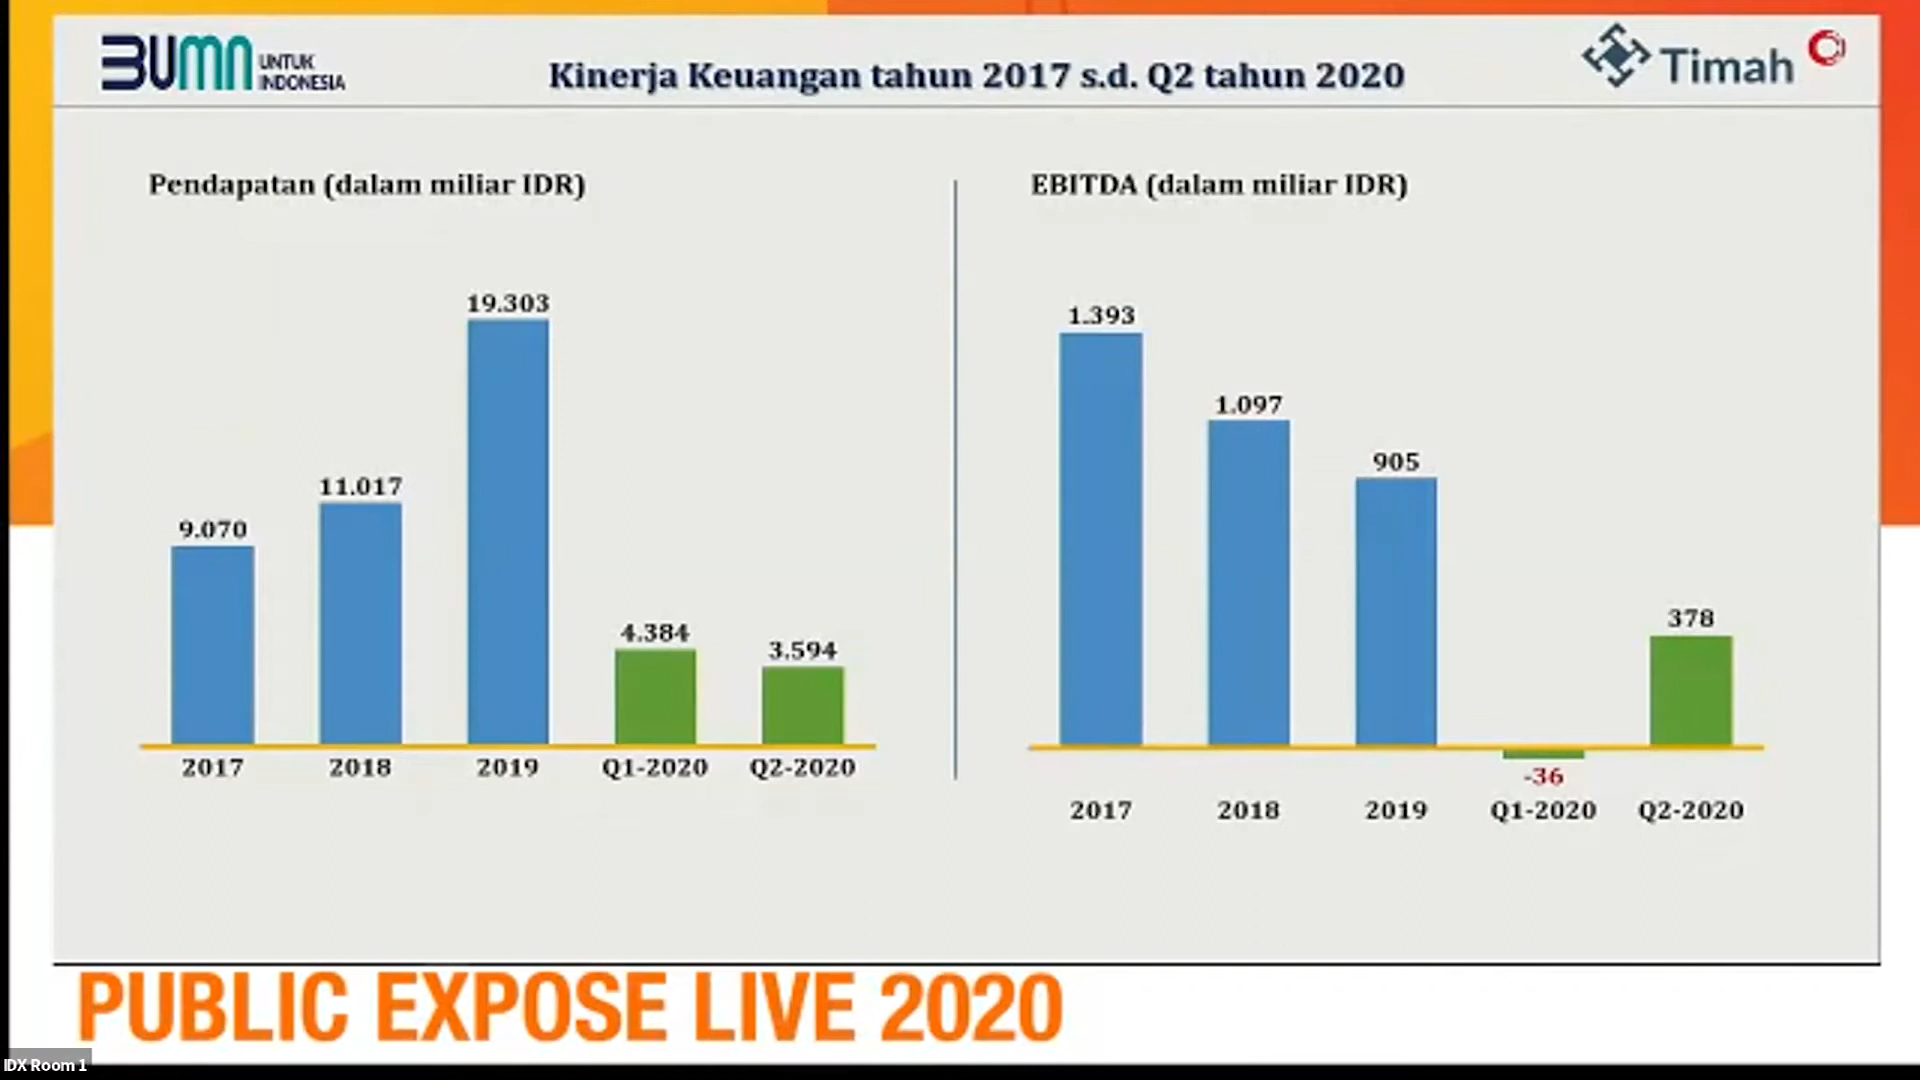 BUMN UNTUK INDONESIA
Kinerja Keuangan tahun 2017 s.d. Q2 tahun 2020
Timah
Pendapatan (dalam miliar IDR)
19.303
11.017
9.070
4.384
3.594
2017 2018 2019 Q1-2020 Q2-2020
EBITDA (dalam miliar IDR)
1.393
1.097
905
378
-36
2017 2018 2019 Q1-2020 Q2-2020
PUBLIC EXPOSE LIVE 2020
IDX Room 1